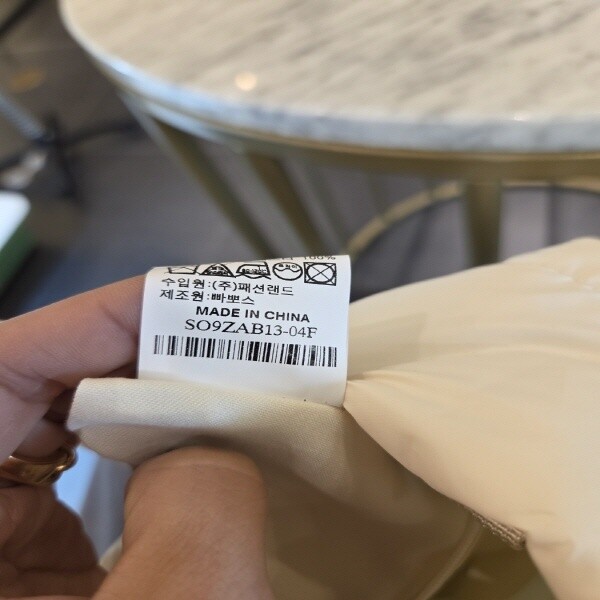 100%
수입원:(주)패션랜드
제조원:빠뽀스
MADE IN CHINA
SO9ZAB13-04F